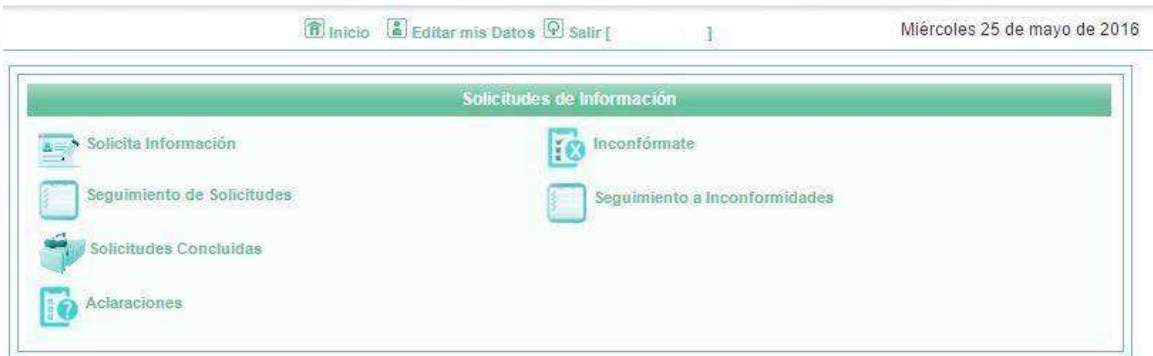 Inicio Editar mis Datos Salir [ ] Miércoles 25 de mayo de 2016
Solicitudes de Información
Solicita Información Inconfórmate
Seguimiento de Solicitudes Seguimiento a Inconformidades
Solicitudes Concluidas
Aclaraciones